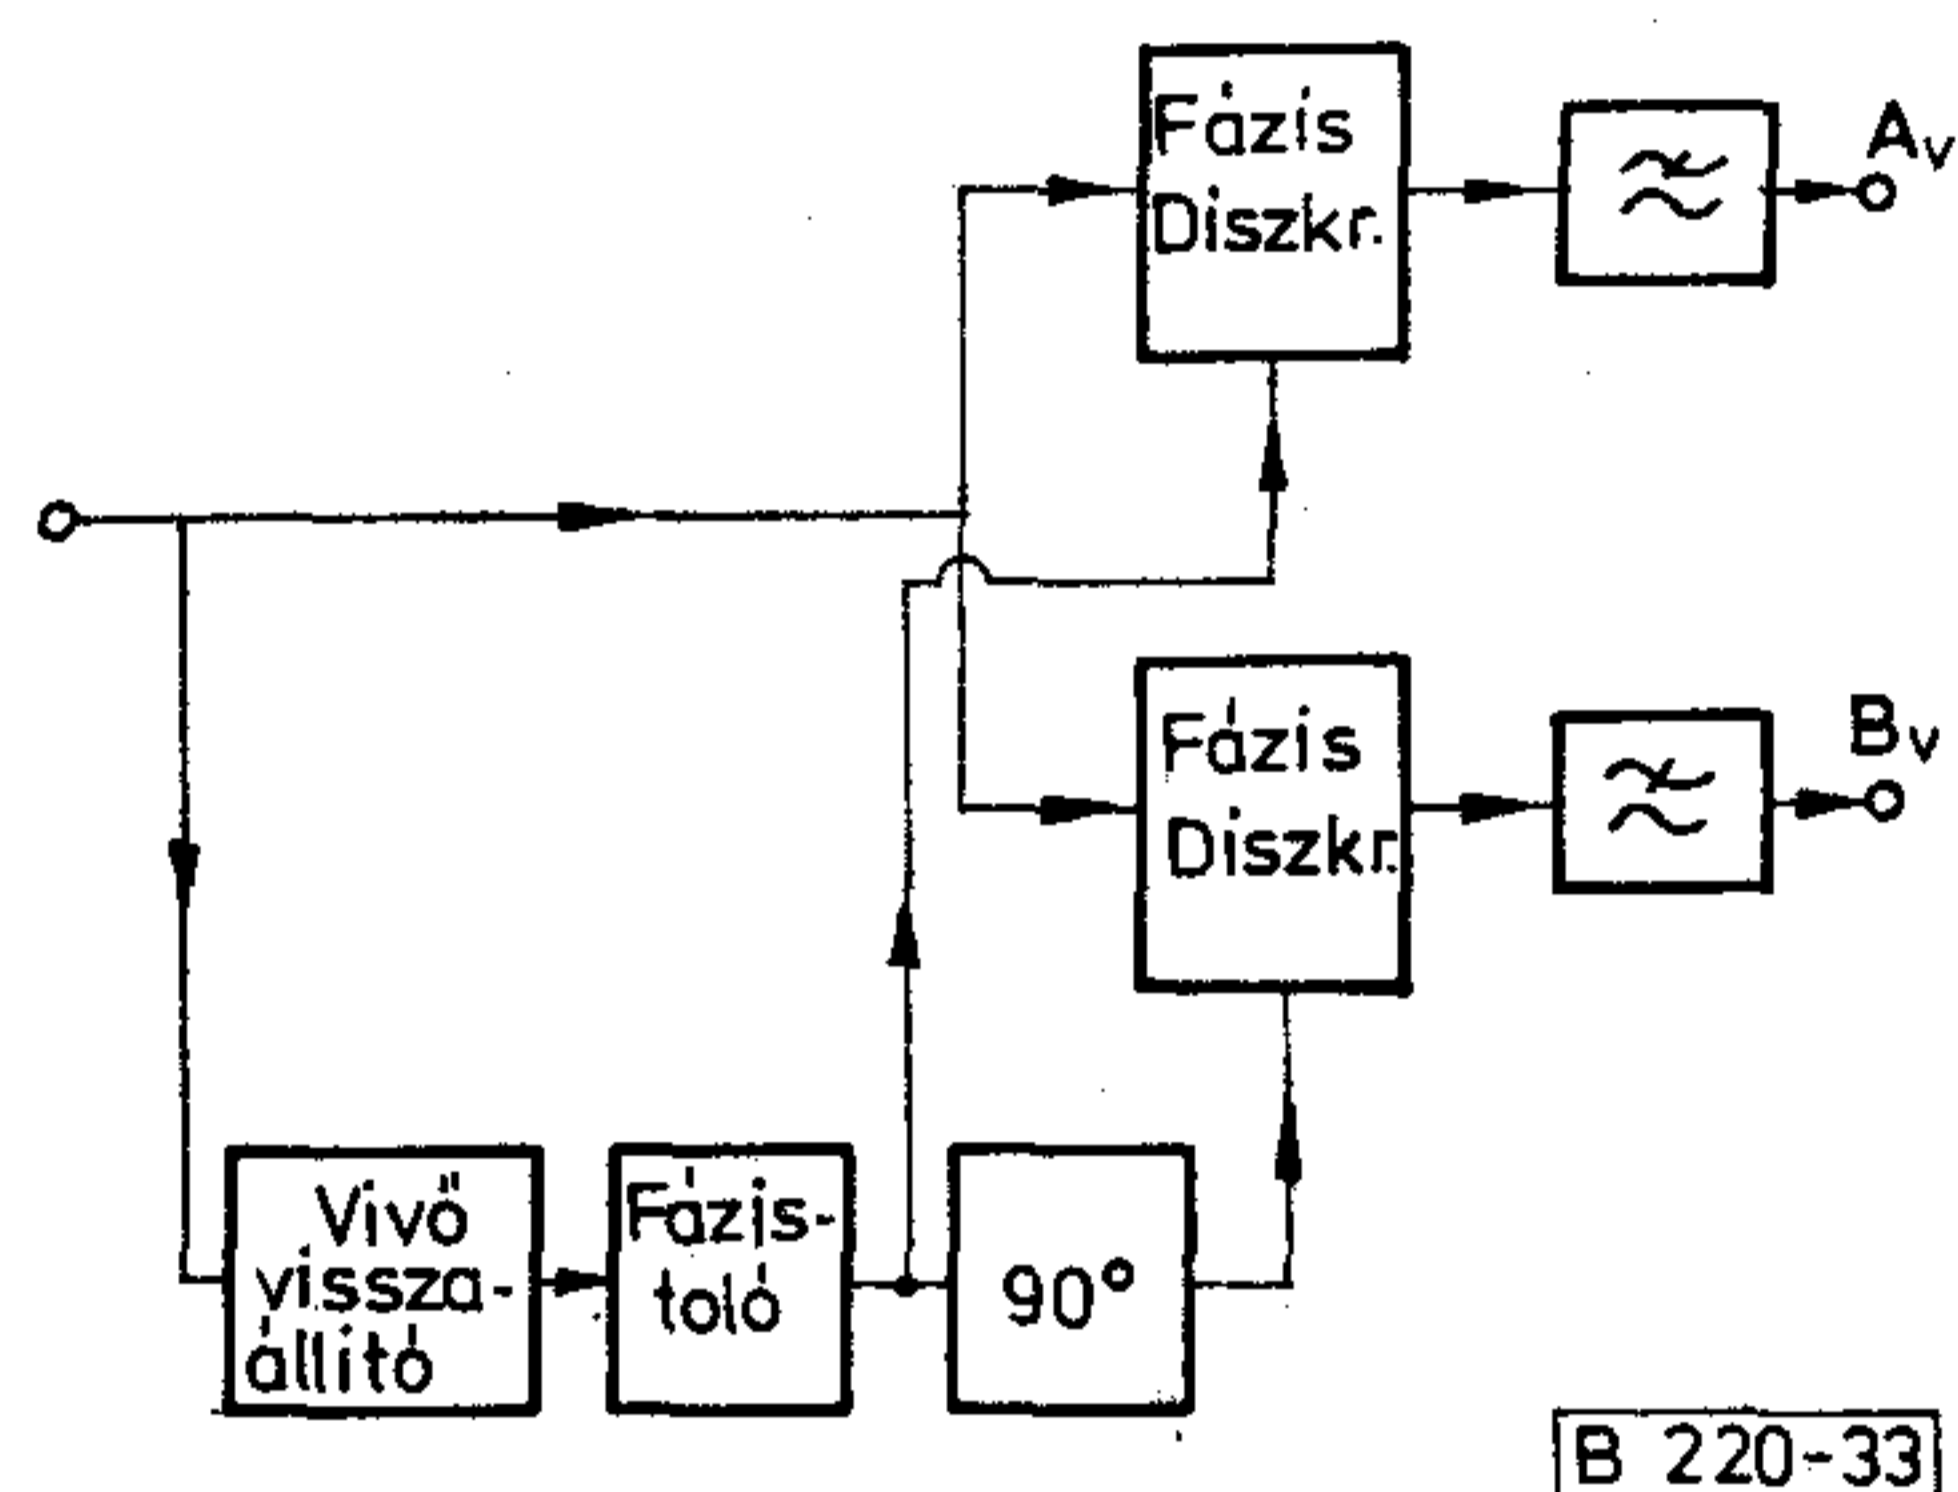 Fázis
Diszkr.
Av
Fázis
Diszkr.
Bv
Vivő
vissza-
állító
Fázis-
toló
90°
B 220-33